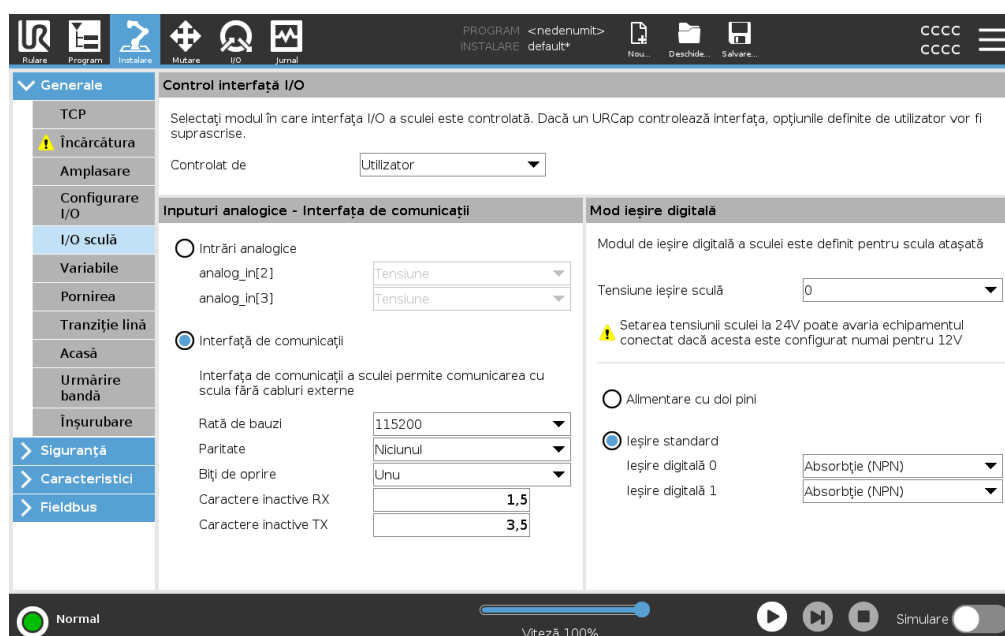 PROGRAM <nedenumit>
INSTALARE default*
Rulare Program Instalare Mutare I/O Jurnal Nou... Deschide... Salvare...
CCCC
CCCC
Generale
TCP
Încărcătura
Amplasare
Configurare
I/O
I/O sculă
Variabile
Pornirea
Tranziție lină
Acasă
Urmărire
bandă
Înșurubare
Siguranță
Caracteristici
Fieldbus
Control interfață I/O
Selectați modul în care interfața I/O a sculei este controlată. Dacă un URCap controlează interfața, opțiunile definite de utilizator vor fi
suprascrise.
Controlat de Utilizator
Inputuri analogice - Interfața de comunicații
Intrări analogice
analog_in[2] Tensiune
analog_in[3] Tensiune
Interfață de comunicații
Interfața de comunicații a sculei permite comunicarea cu
scula fără cabluri externe
Rată de bauzi 115200
Paritate Niciunul
Biți de oprire Unu
Caractere inactive RX 1,5
Caractere inactive TX 3,5
Mod ieșire digitală
Modul de ieșire digitală a sculei este definit pentru scula atașată
Tensiune ieșire sculă 0
Setarea tensiunii sculei la 24V poate avaria echipamentul
conectat dacă acesta este configurat numai pentru 12V
Alimentare cu doi pini
Ieșire standard
Ieșire digitală 0 Absorbție (NPN)
Ieșire digitală 1 Absorbție (NPN)
Normal
Viteză 100%
Simulare